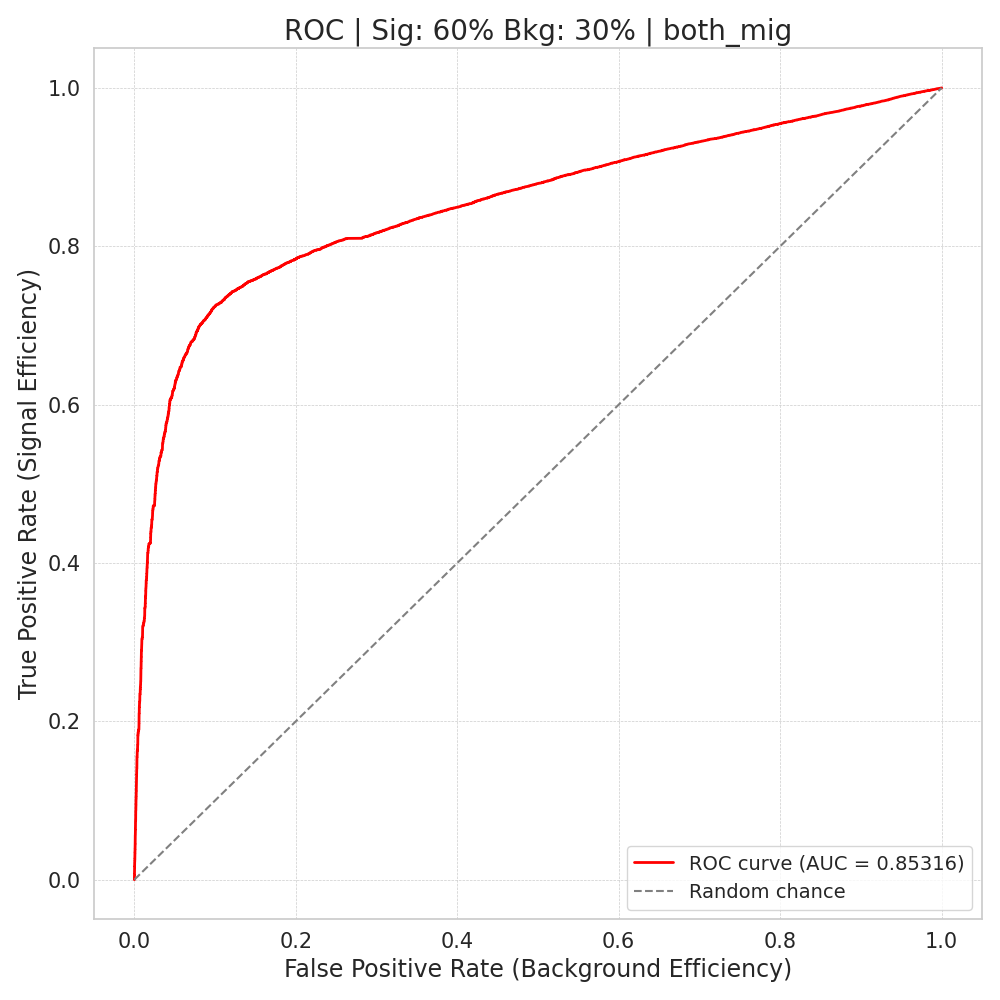 ROC | Sig: 60% Bkg: 30% | both_mig
True Positive Rate (Signal Efficiency)
1.0
0.8
0.6
0.4
0.2
0.0
ROC curve (AUC = 0.85316)
Random chance
0.0 0.2 0.4 0.6 0.8 1.0
False Positive Rate (Background Efficiency)